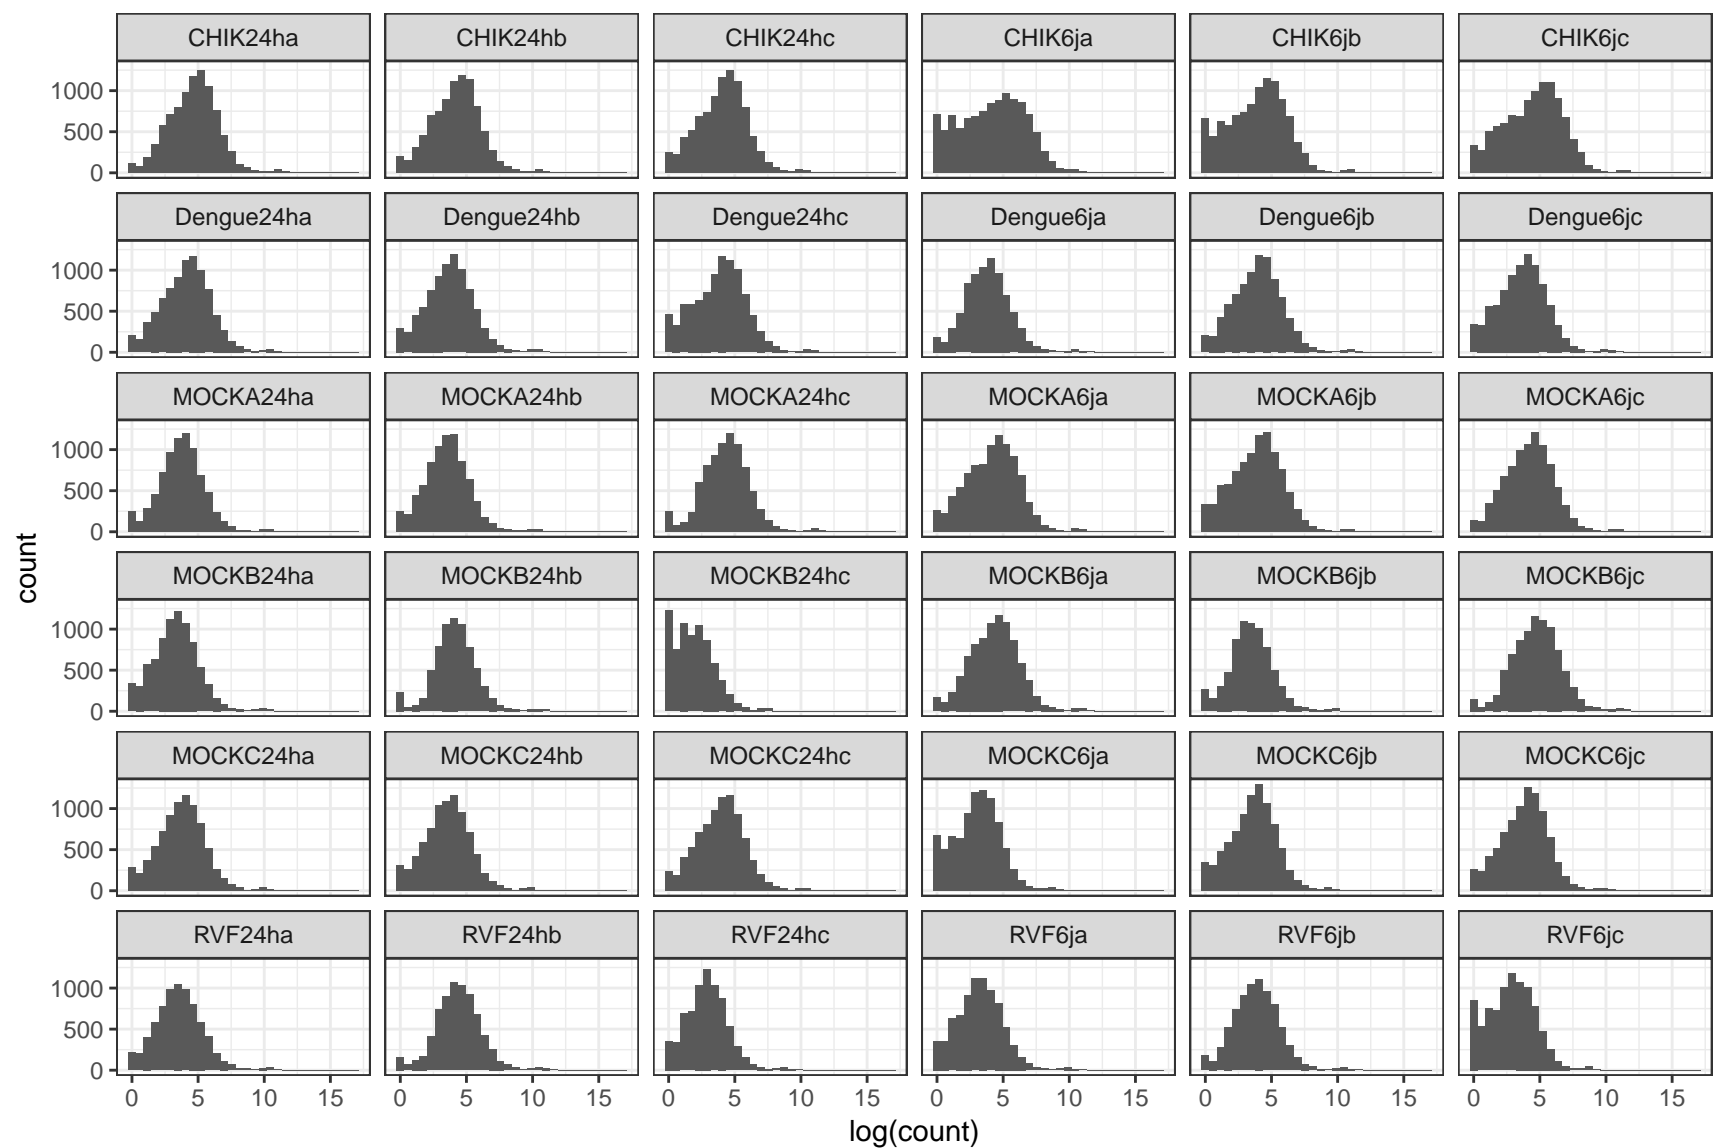 CHIK24ha CHIK24hb CHIK24hc CHIK6ja CHIK6jb CHIK6jc
1000
500
0
Dengue24ha Dengue24hb Dengue24hc Dengue6ja Dengue6jb Dengue6jc
1000
500
0
MOCKA24ha MOCKA24hb MOCKA24hc MOCKA6ja MOCKA6jb MOCKA6jc
1000
500
0
count
MOCKB24ha MOCKB24hb MOCKB24hc MOCKB6ja MOCKB6jb MOCKB6jc
1000
500
0
MOCKC24ha MOCKC24hb MOCKC24hc MOCKC6ja MOCKC6jb MOCKC6jc
1000
500
0
RVF24ha RVF24hb RVF24hc RVF6ja RVF6jb RVF6jc
1000
500
0
0 5 10 15 0 5 10 15 0 5 10 15 0 5 10 15 0 5 10 15 0 5 10 15
log(count)